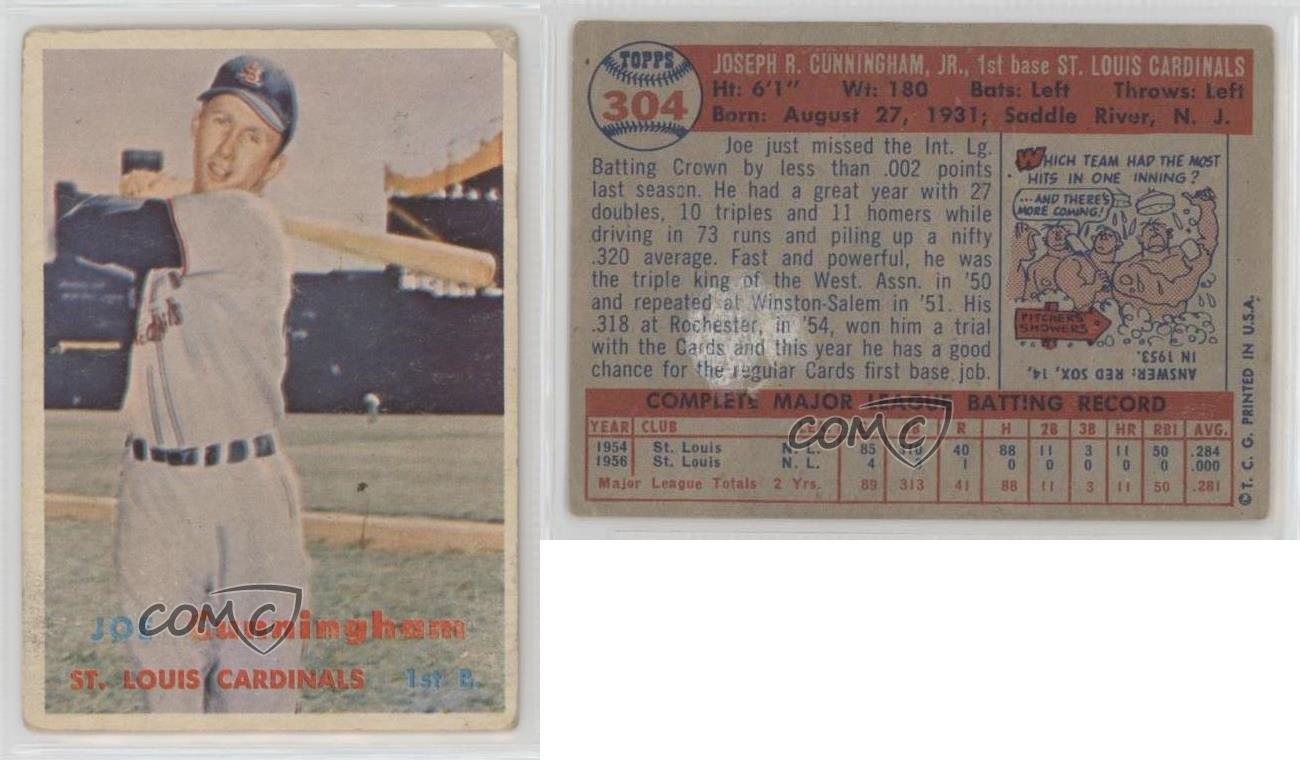 JOE Cunningham
ST. LOUIS CARDINALS 1st B.
COMC
TOPPS
304
JOSEPH R. CUNNINGHAM, JR., 1st base ST. LOUIS CARDINALS
Ht: 6'1" Wt: 180 Bats: Left Throws: Left
Born: August 27, 1931; Saddle River, N. J.
Joe just missed the Int. Lg.
Batting Crown by less than .002 points
last season. He had a great year with 27
doubles, 10 triples and 11 homers while
driving in 73 runs and piling up a nifty
.320 average. Fast and powerful, he was
the triple king of the West. Assn. in '50
and repeated at Winston-Salem in '51. His
.318 at Rochester, in '54, won him a trial
with the Cards and this year he has a good
chance for the regular Cards first base job.
WHICH TEAM HAD THE MOST
HITS IN ONE INNING?
...AND THERE'S
MORE COMING!
PITCHERS
SHOWERS
ANSWER: RED SOX, 14,
IN 1953.
COMPLETE MAJOR LEAGUE BATTING RECORD
YEAR CLUB R H 2B 3B HR RBI AVG.
1954 St. Louis N. L. 85 310 40 88 11 3 11 50 .284
1956 St. Louis N. L. 4 1 0 0 0 0 0 .000
Major League Totals 2 Yrs. 89 313 41 88 11 3 11 50 .281
COMC
© T. C. G. PRINTED IN U.S.A.